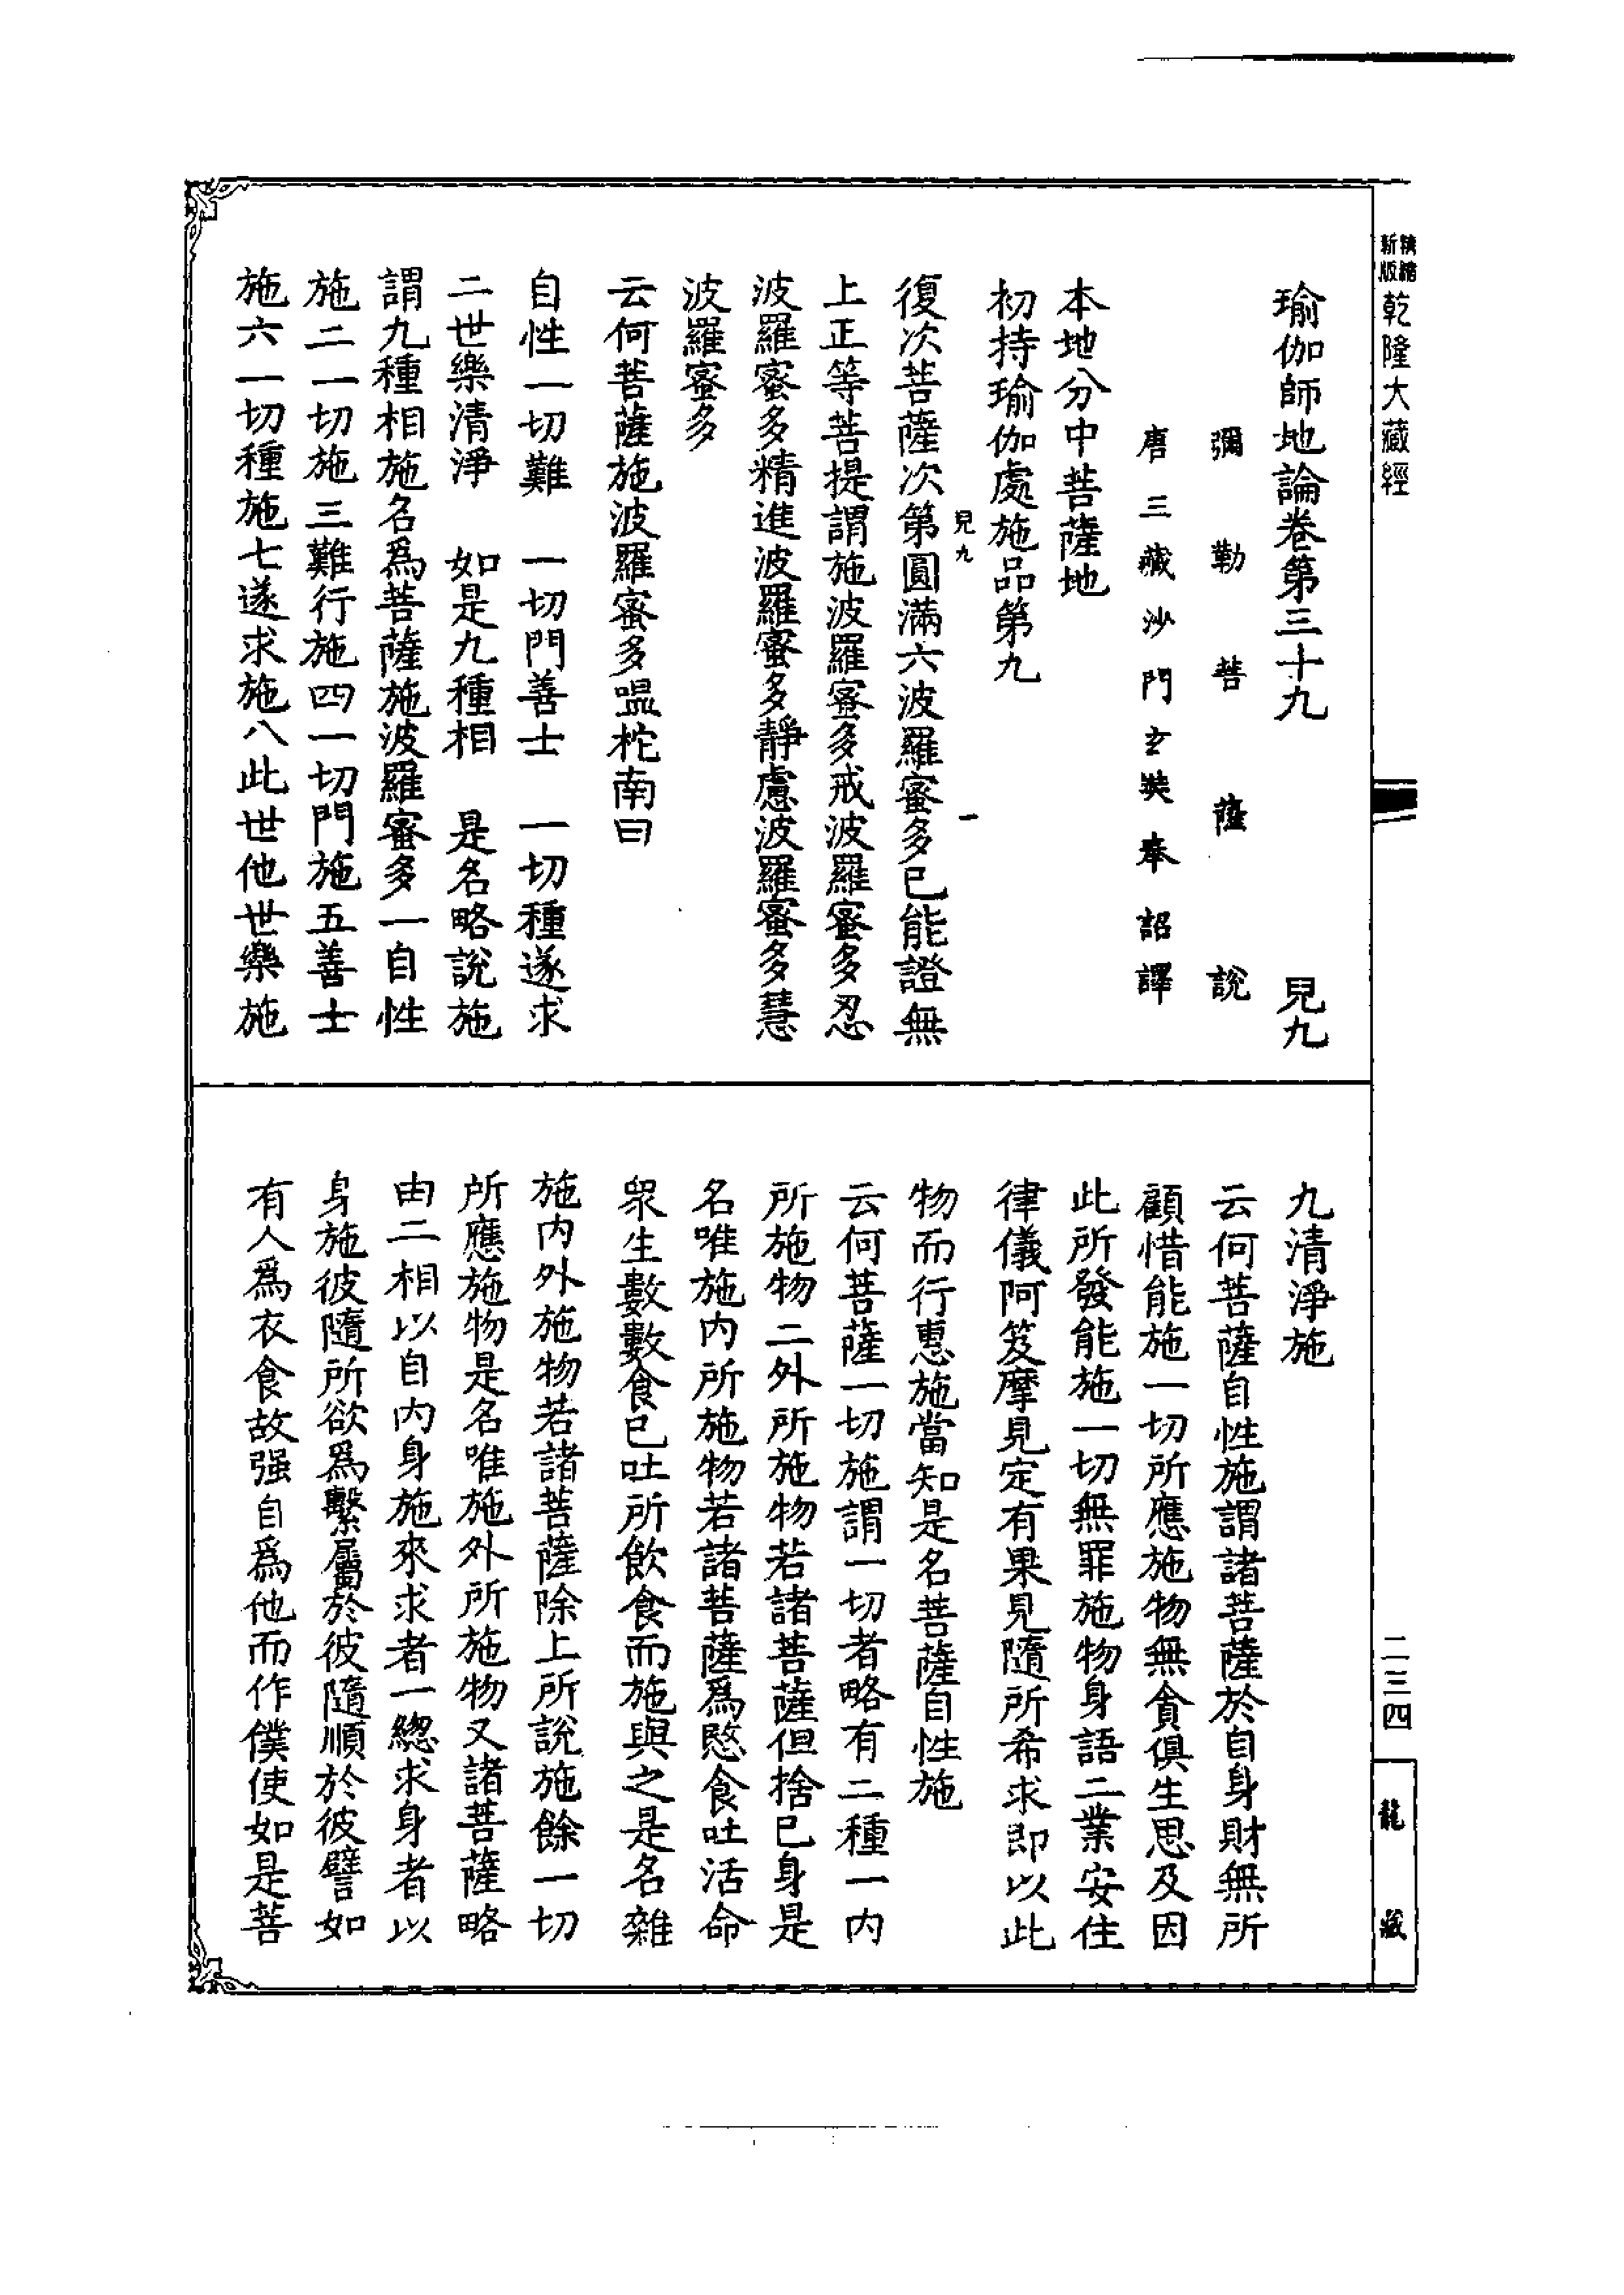 新版 精縮 乾隆大藏經
瑜伽師地論卷第三十九 見九
彌勒菩薩說
唐三藏沙門玄奘奉詔譯
本地分中菩薩地
初持瑜伽處施品第九
見九 一
復次菩薩次第圓滿六波羅蜜多已能證無
上正等菩提謂施波羅蜜多戒波羅蜜多忍
波羅蜜多精進波羅蜜多靜慮波羅蜜多慧
波羅蜜多
云何菩薩施波羅蜜多嗢柁南曰
自性一切難 一切門善士 一切種遂求
二世樂清淨 如是九種相 是名略說施
謂九種相施名爲菩薩施波羅蜜多一自性
施二一切施三難行施四一切門施五善士
施六一切種施七遂求施八此世他世樂施
九清淨施
云何菩薩自性施謂諸菩薩於自身財無所
顧惜能施一切所應施物無貪俱生思及因
此所發能施一切無罪施物身語二業安住
律儀阿笈摩見定有果見隨所希求即以此
物而行惠施當知是名菩薩自性施
云何菩薩一切施謂一切者略有二種一內
所施物二外所施物若諸菩薩但捨己身是
名唯施內所施物若諸菩薩爲愍食吐活命
衆生數數食已吐所飲食而施與之是名雜
施內外施物若諸菩薩除上所說施餘一切
所應施物是名唯施外所施物又諸菩薩略
由二相以自內身施來求者一總求身者以
身施彼隨所欲爲繫屬於彼隨順於彼譬如
有人爲衣食故强自爲他而作僕使如是菩
二三四
龍藏